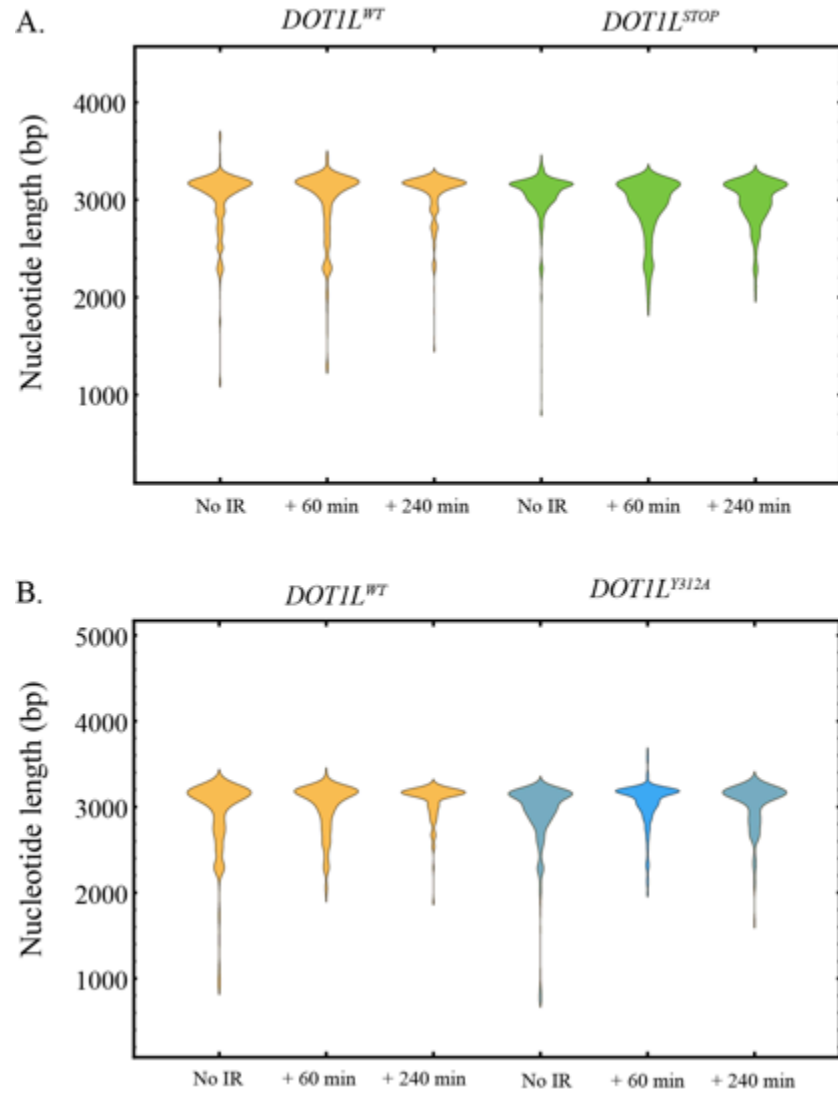 A.
DOT1L^WT DOT1L^STOP
Nucleotide length (bp)
4000
3000
2000
1000
No IR + 60 min + 240 min No IR + 60 min + 240 min
B.
DOT1L^WT DOT1L^Y312A
Nucleotide length (bp)
5000
4000
3000
2000
1000
No IR + 60 min + 240 min No IR + 60 min + 240 min